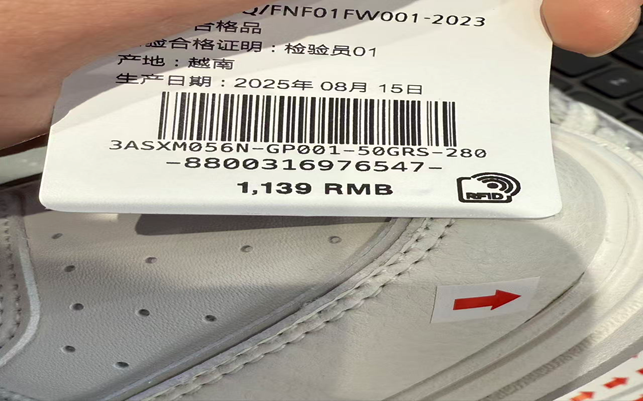 Q/FNF01FW001-2023
合格品
检验合格证明：检验员01
产地：越南
生产日期：2025年 08月 15日
3ASXM056N-GP001-50GRS-280
-8800316976547-
1,139 RMB
RFID